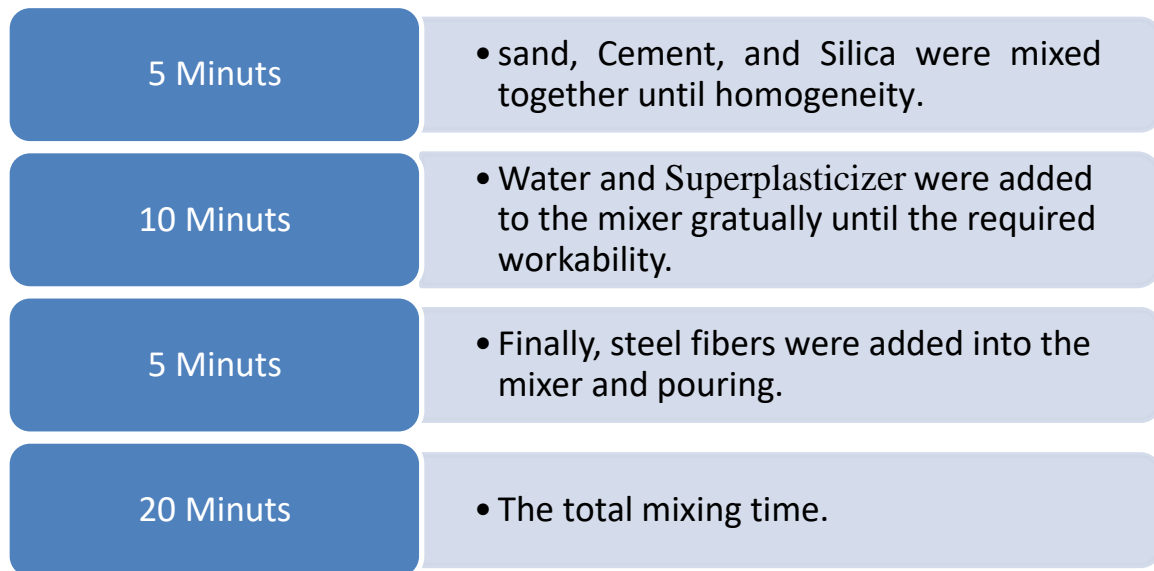 5 Minuts
• sand, Cement, and Silica were mixed
together until homogeneity.
10 Minuts
• Water and Superplasticizer were added
to the mixer gratually until the required
workability.
5 Minuts
• Finally, steel fibers were added into the
mixer and pouring.
20 Minuts
• The total mixing time.